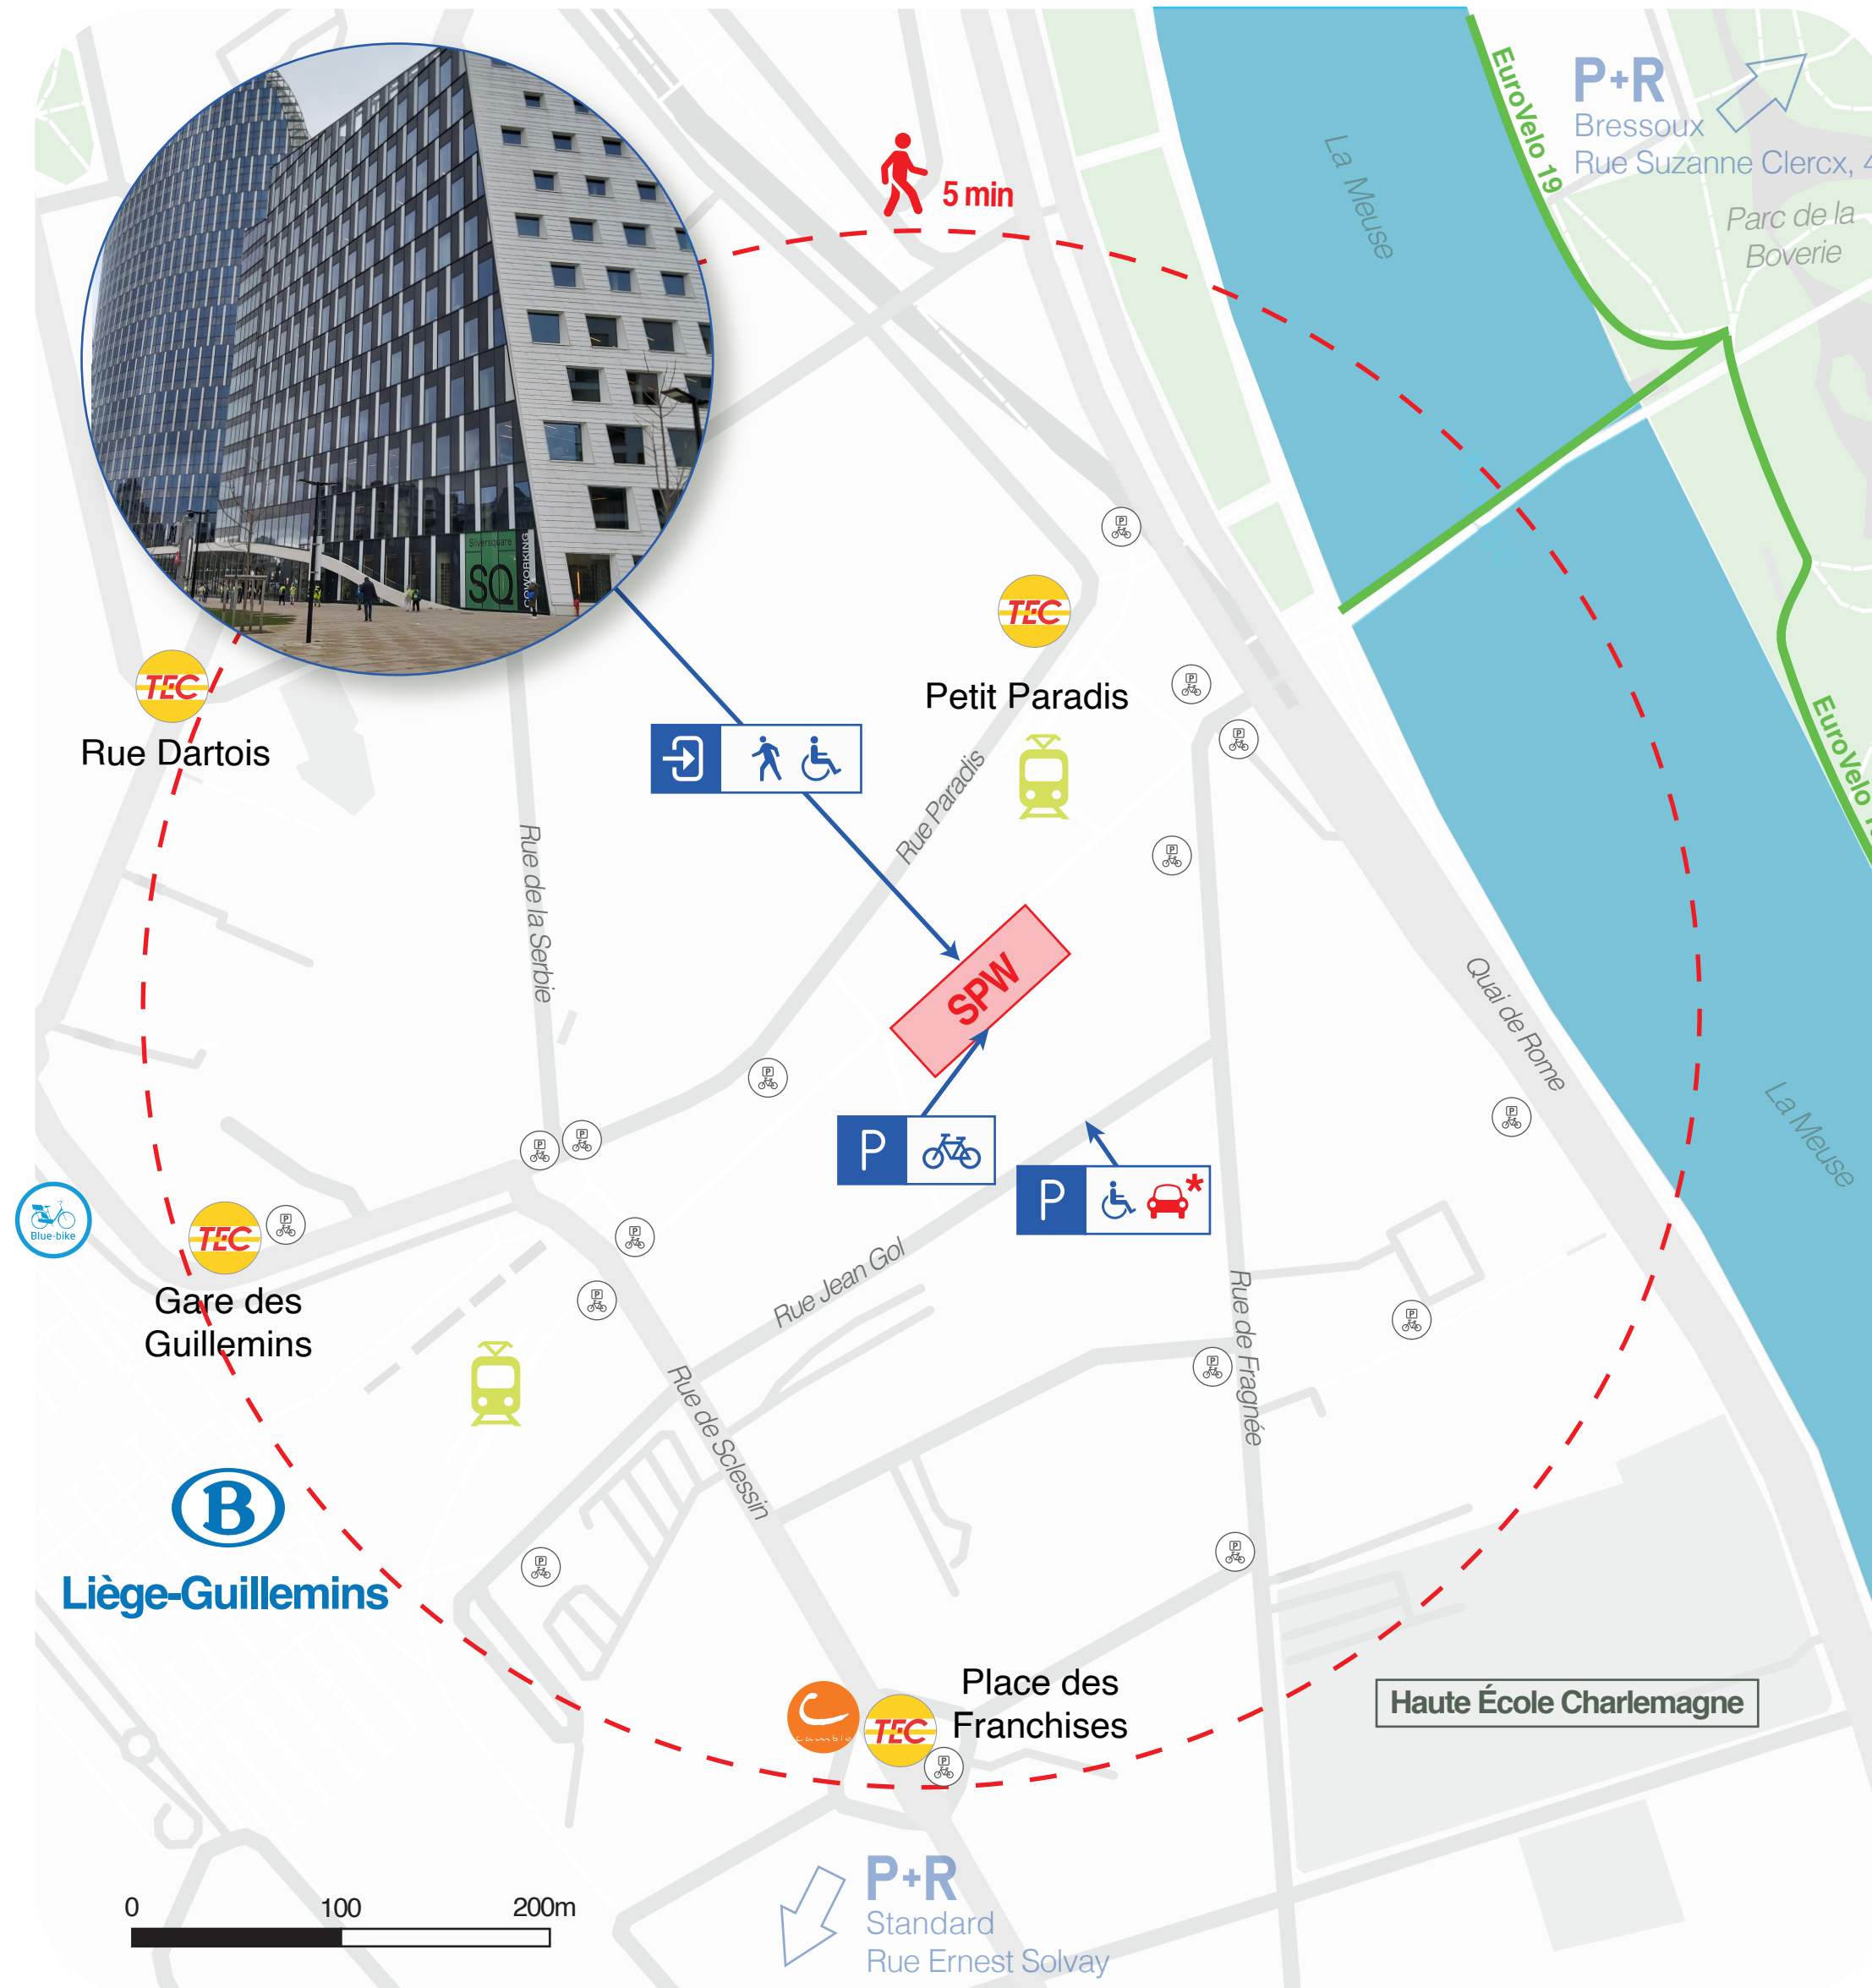 EuroVelo 19
P+R
Bressoux
Rue Suzanne Clercx, 4
La Meuse
5 min
Parc de la
Boverie
Silversquare
SQ
COWORKING
TEC
Petit Paradis
TEC
Rue Dartois
EuroVelo
Rue Paradis
Rue de la Serbie
SPW
Quai de Rome
La Meuse
P
P
*
Blue-bike
TEC
Gare des
Guillemins
Rue Jean Gol
Rue de Fragnée
Rue de Sclessin
B
Liège-Guillemins
cambio
TEC
Place des
Franchises
Haute École Charlemagne
P+R
Standard
Rue Ernest Solvay
0 100 200m